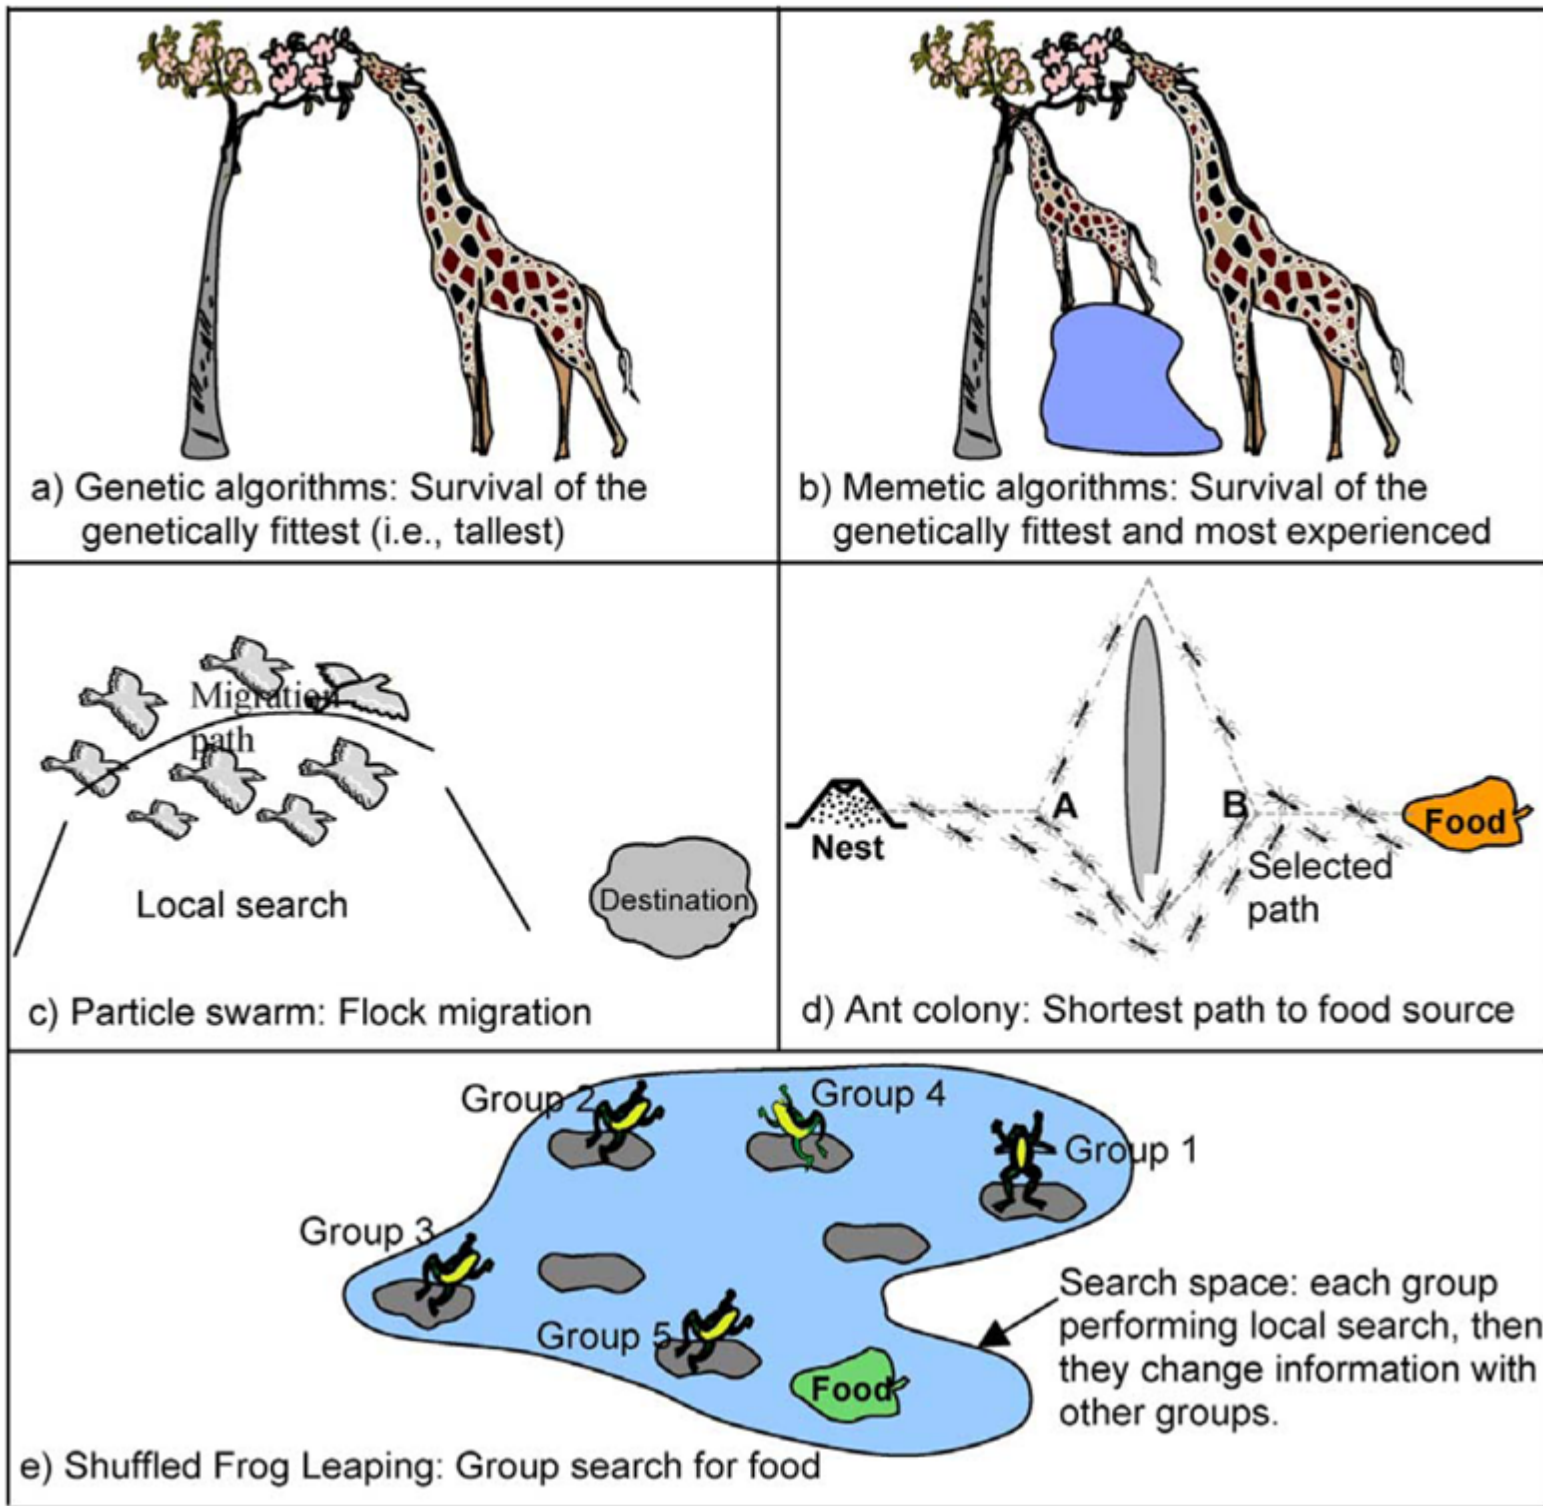 a) Genetic algorithms: Survival of the
genetically fittest (i.e., tallest)
b) Memetic algorithms: Survival of the
genetically fittest and most experienced
Migration
path
Local search
Destination
c) Particle swarm: Flock migration
A
B
Nest
Food
Selected
path
d) Ant colony: Shortest path to food source
Group 2
Group 4
Group 1
Group 3
Group 5
Food
Search space: each group
performing local search, then
they change information with
other groups.
e) Shuffled Frog Leaping: Group search for food